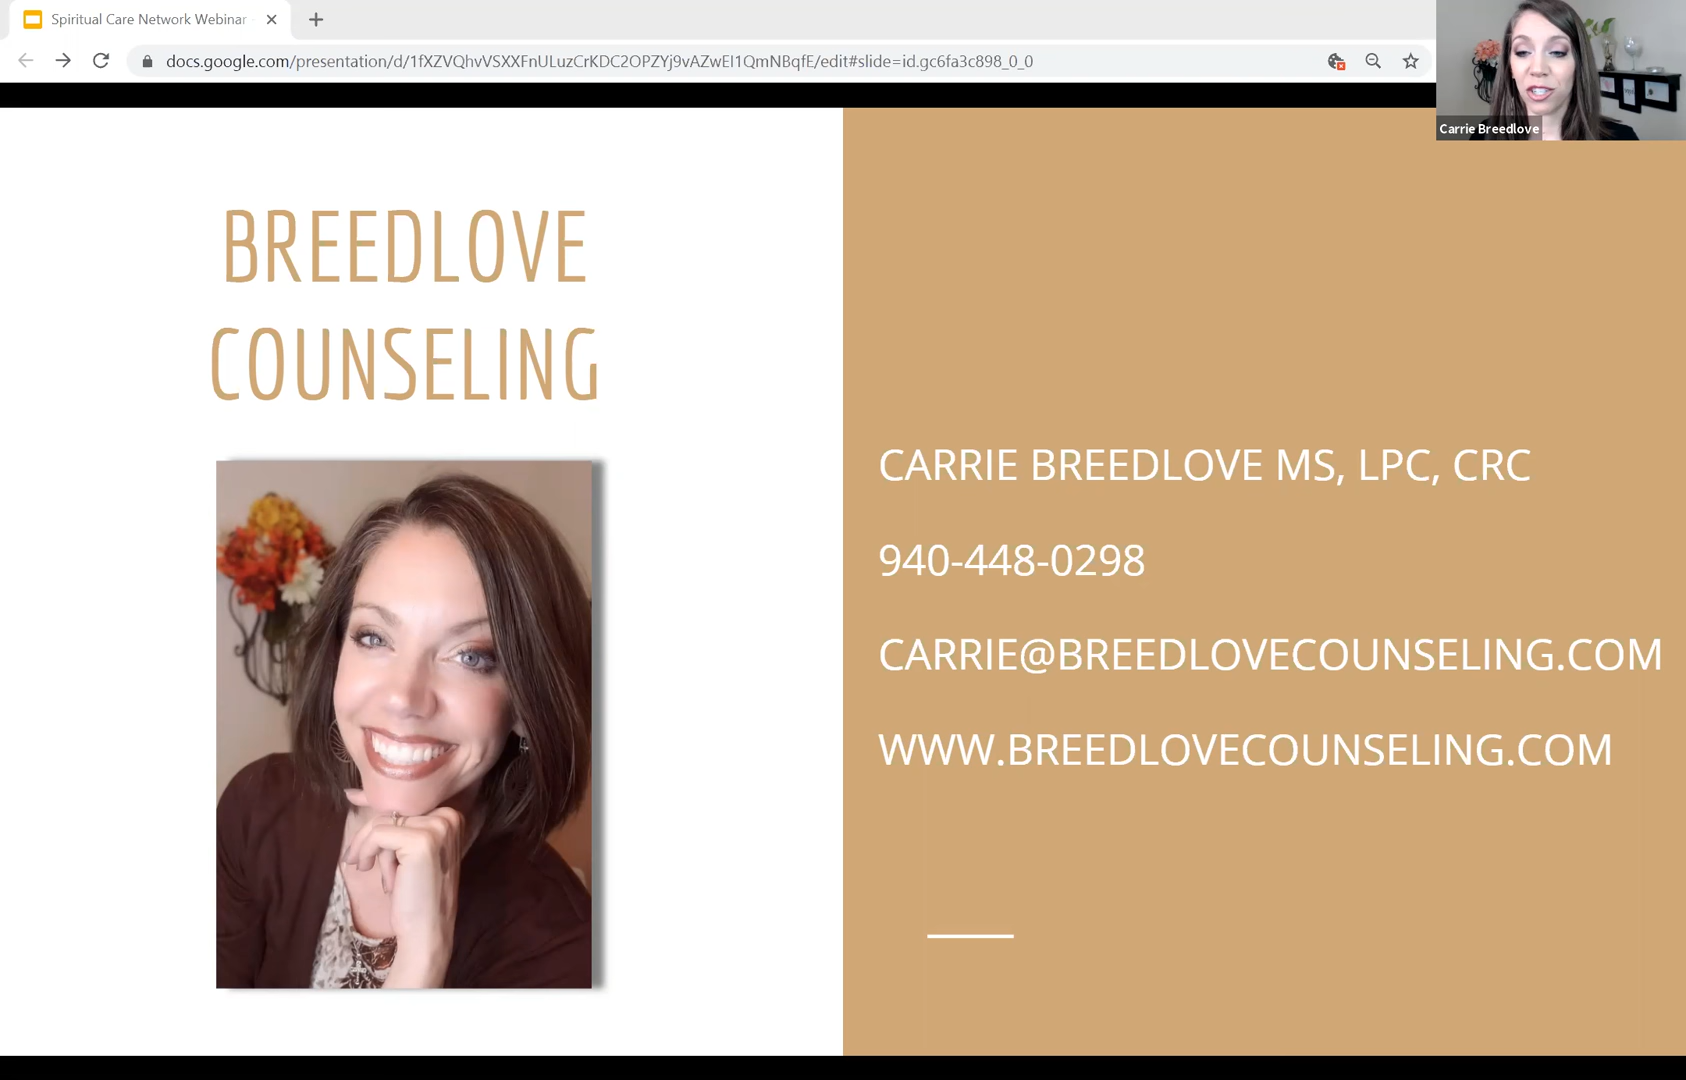 Spiritual Care Network Webinar
docs.google.com/presentation/d/1fXZVQhvVSXXFnULuzCrKDC2OPZYj9vAZwEI1QmNBqfE/edit#slide=id.gc6fa3c898_0_0
Carrie Breedlove
BREEDLOVE
COUNSELING
CARRIE BREEDLOVE MS, LPC, CRC
940-448-0298
CARRIE@BREEDLOVECOUNSELING.COM
WWW.BREEDLOVECOUNSELING.COM